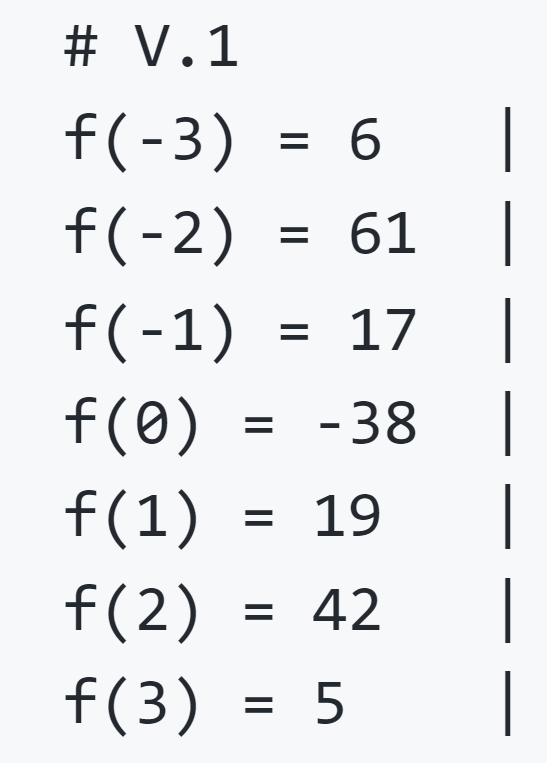 # V.1
f(-3) = 6 |
f(-2) = 61 |
f(-1) = 17 |
f(0) = -38 |
f(1) = 19 |
f(2) = 42 |
f(3) = 5 |